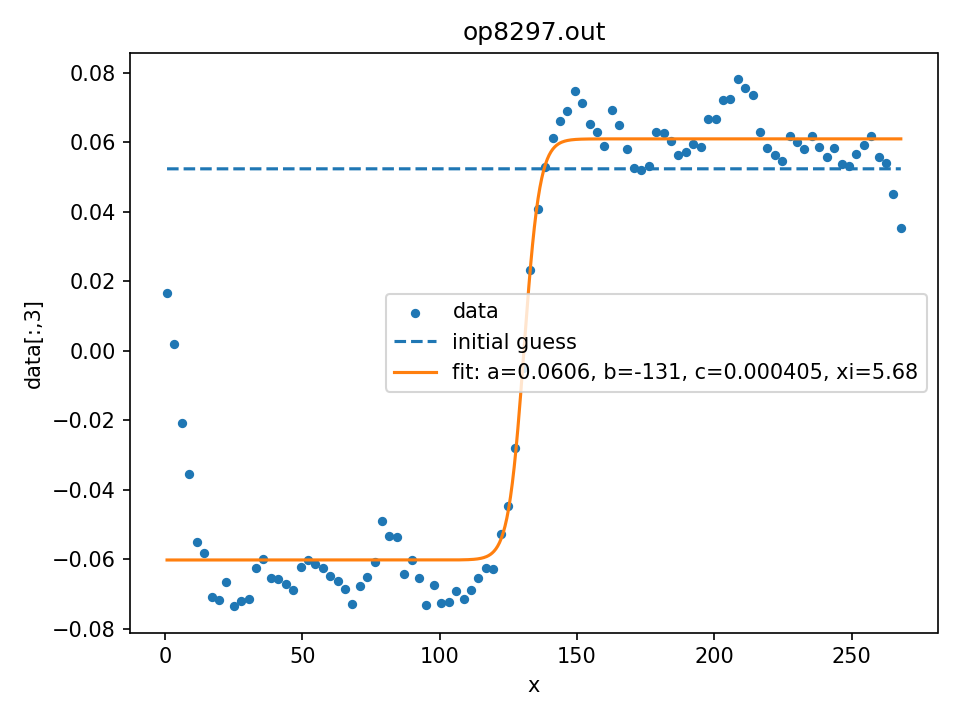 op8297.out
0.08
0.06
0.04
0.02
0.00
−0.02
−0.04
−0.06
−0.08
data[:,3]
data
initial guess
fit: a=0.0606, b=-131, c=0.000405, xi=5.68
0 50 100 150 200 250
x